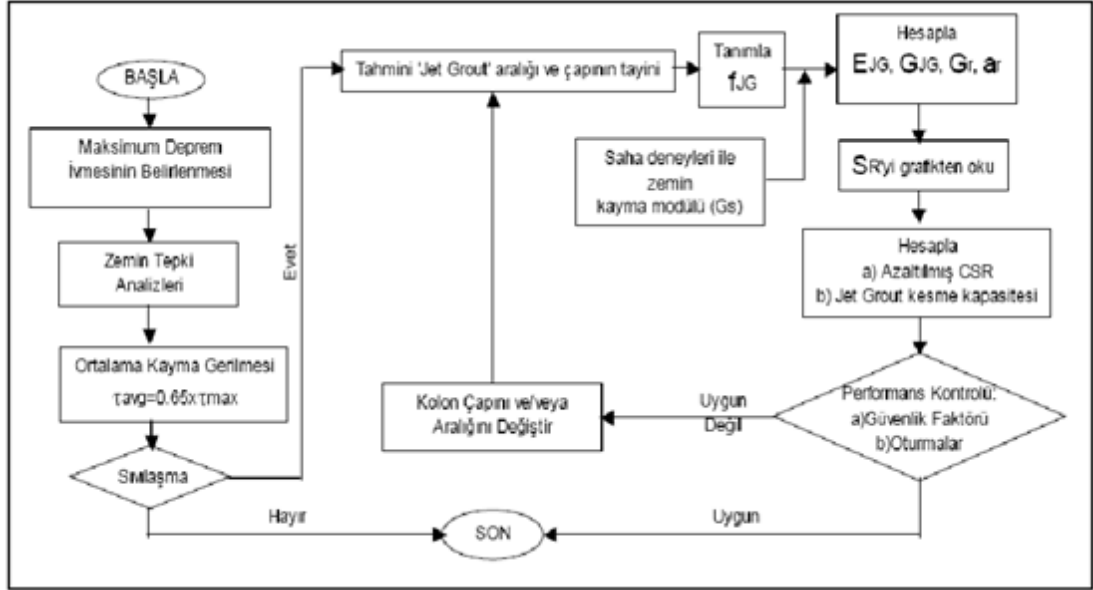 BAŞLA
Maksimum Deprem
İvmesinin Belirlenmesi
Zemin Tepki
Analizleri
Ortalama Kayma Gerilmesi
τavg=0.65xτmax
Sıvılaşma
Evet
Hayır
Tahmini 'Jet Grout' aralığı ve çapının tayini
Tanımla
fJG
Saha deneyleri ile
zemin
kayma modülü (Gs)
Hesapla
EJG, GJG, Gr, ar
SR'yi grafikten oku
Hesapla
a) Azaltılmış CSR
b) Jet Grout kesme kapasitesi
Performans Kontrolü:
a)Güvenlik Faktörü
b)Oturmalar
Uygun
Değil
Kolon Çapını ve/veya
Aralığını Değiştir
Uygun
SON